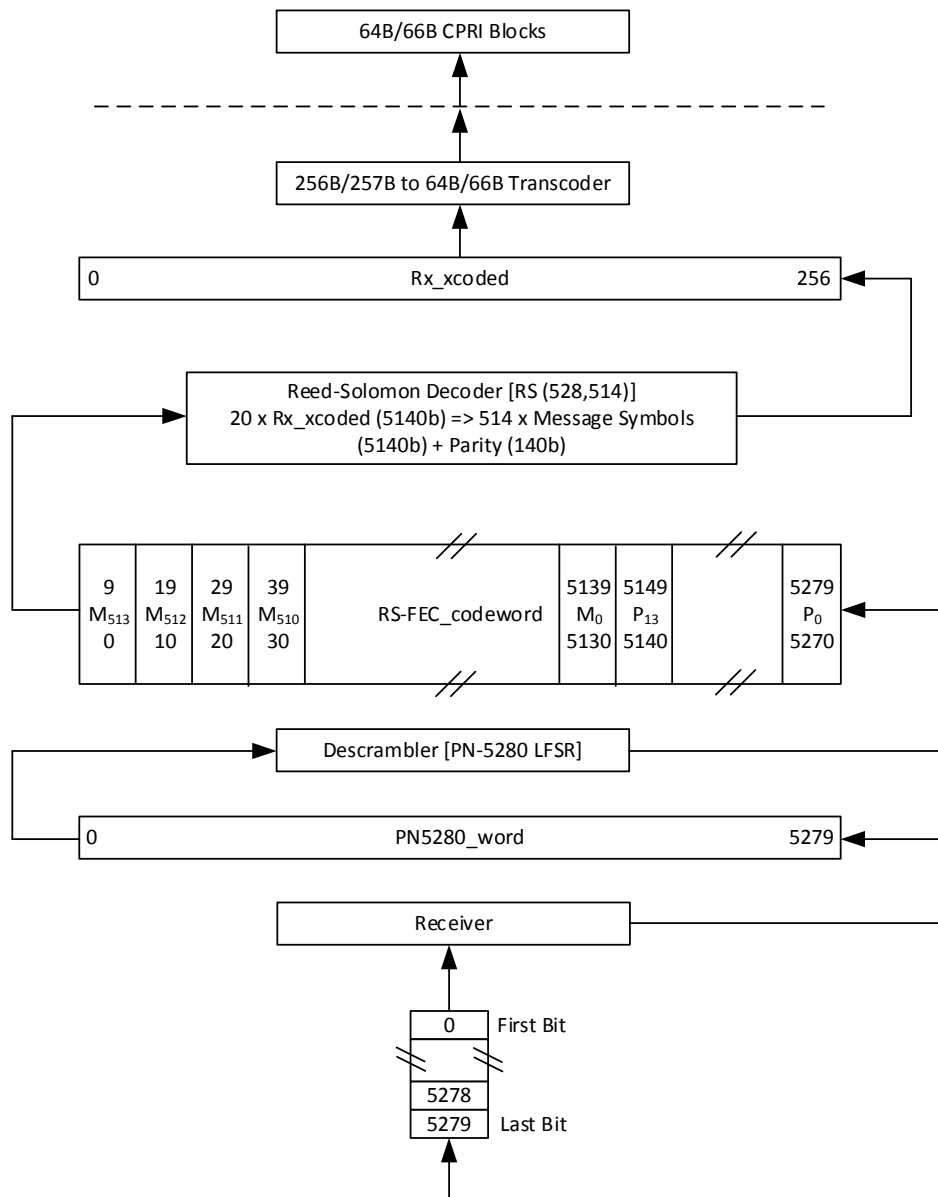 64B/66B CPRI Blocks
256B/257B to 64B/66B Transcoder
0 Rx_xcoded 256
Reed-Solomon Decoder [RS (528,514)]
20 x Rx_xcoded (5140b) => 514 x Message Symbols
(5140b) + Parity (140b)
9 19 29 39 5139 5149 5279
M₅₁₃ M₅₁₂ M₅₁₁ M₅₁₀ RS-FEC_codeword M₀ P₁₃ P₀
0 10 20 30 5130 5140 5270
Descrambler [PN-5280 LFSR]
0 PN5280_word 5279
Receiver
0 First Bit
5278
5279 Last Bit